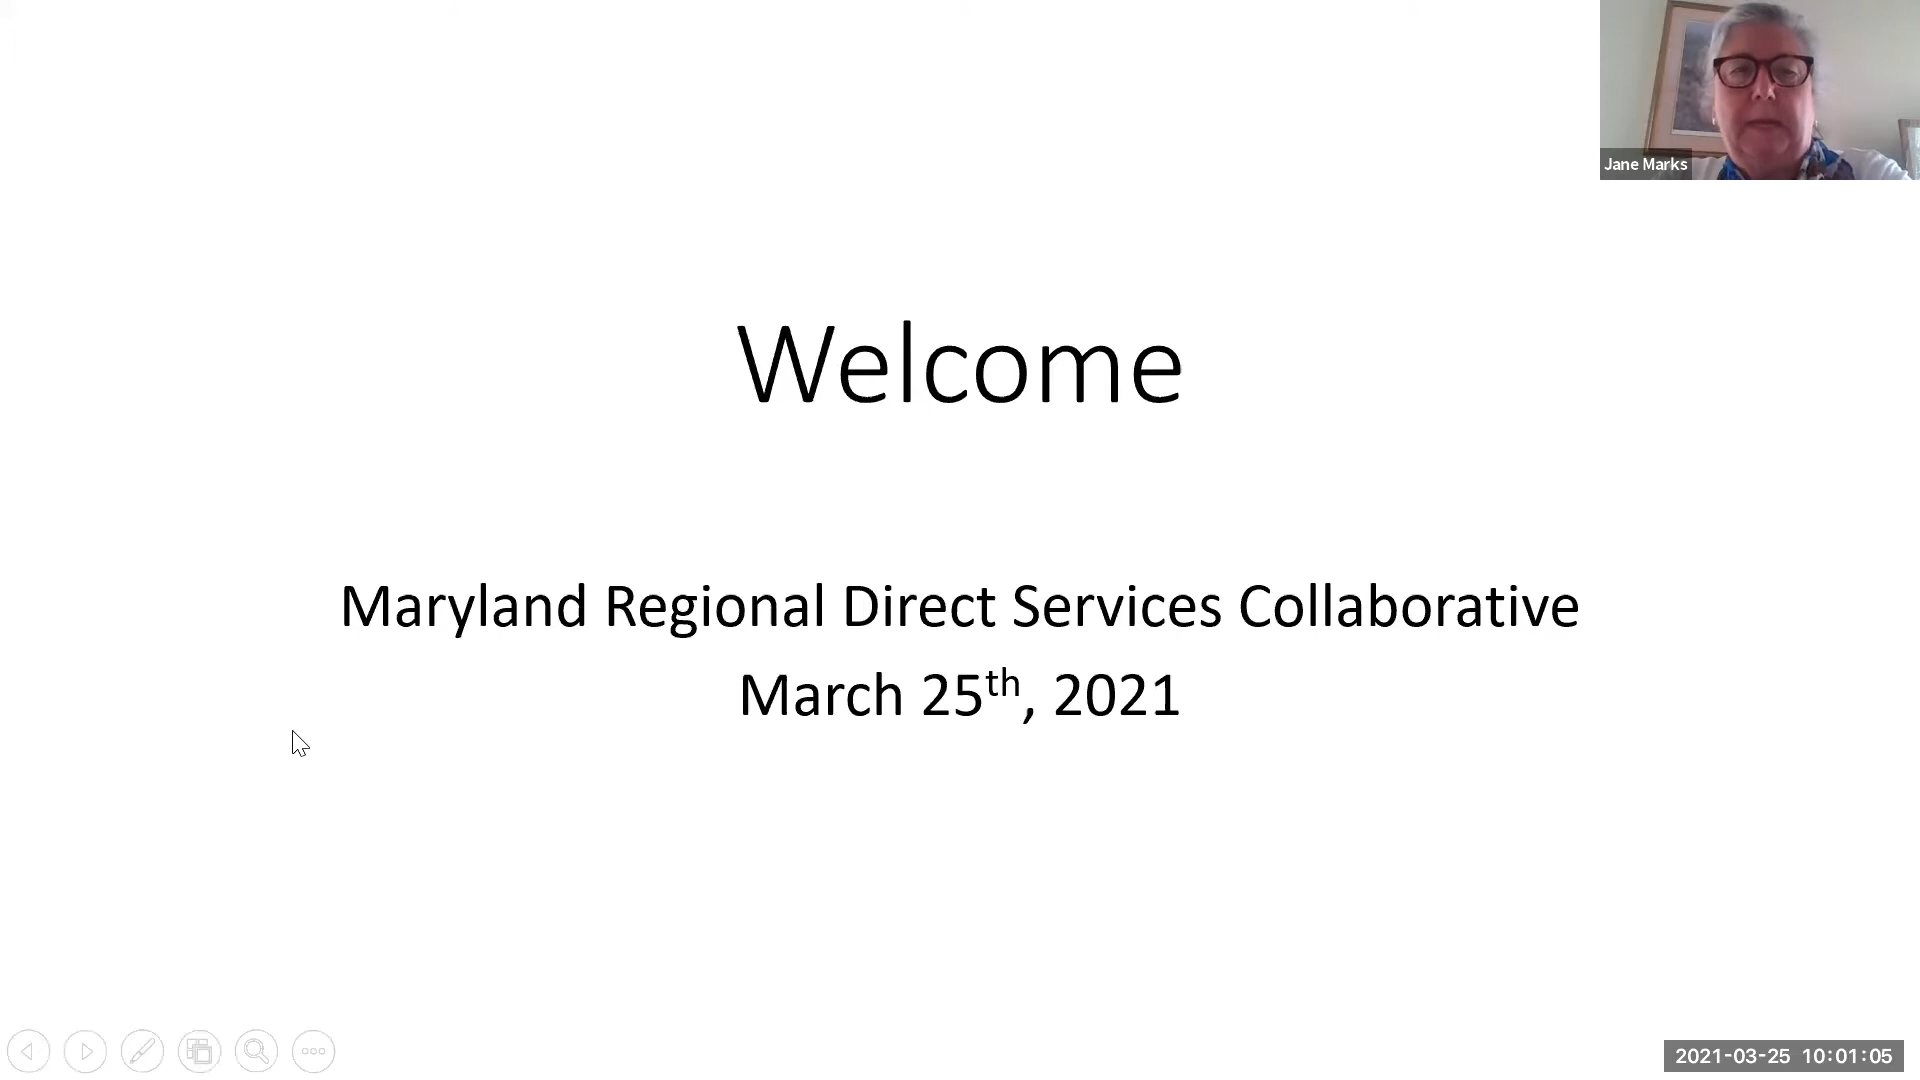 Jane Marks
Welcome
Maryland Regional Direct Services Collaborative
March 25th, 2021
2021-03-25 10:01:05